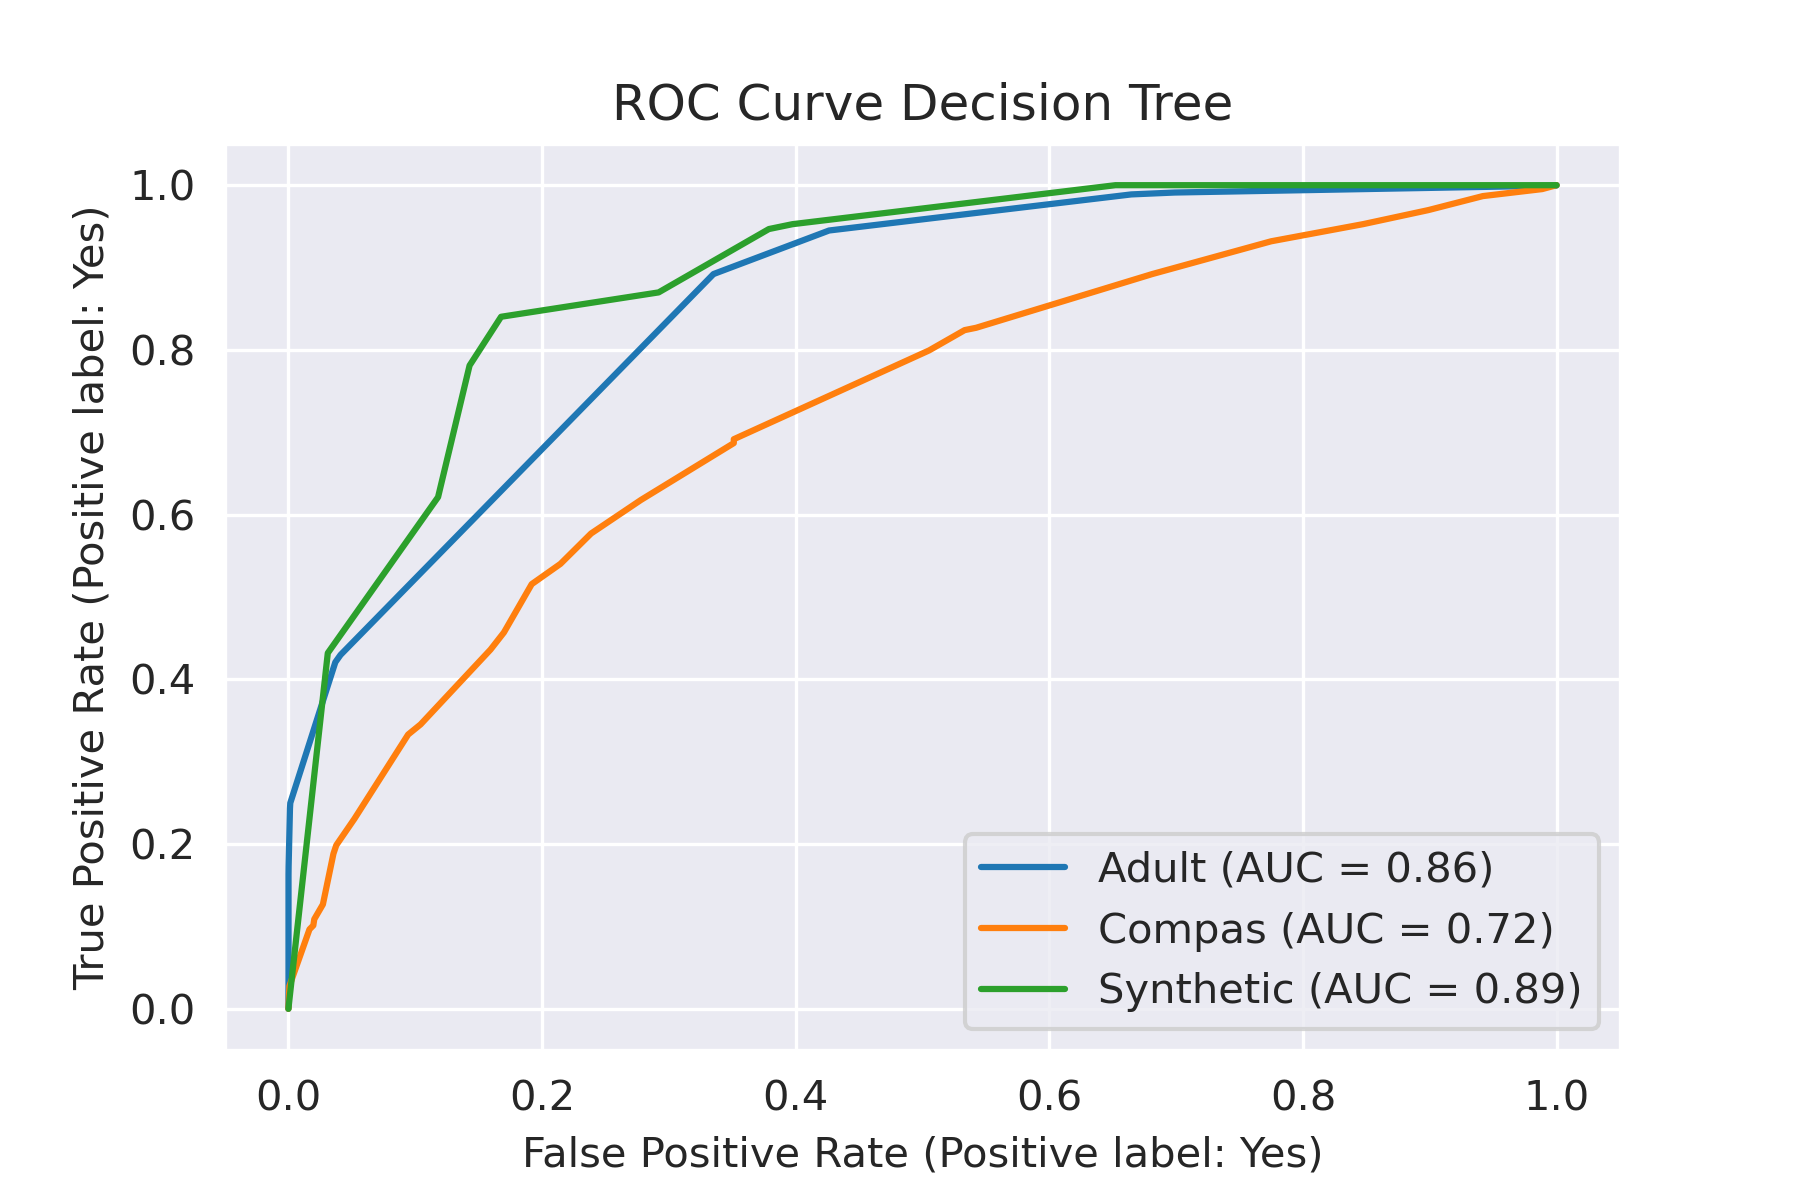 ROC Curve Decision Tree
True Positive Rate (Positive label: Yes)
1.0
0.8
0.6
0.4
0.2
0.0
Adult (AUC = 0.86)
Compas (AUC = 0.72)
Synthetic (AUC = 0.89)
0.0 0.2 0.4 0.6 0.8 1.0
False Positive Rate (Positive label: Yes)